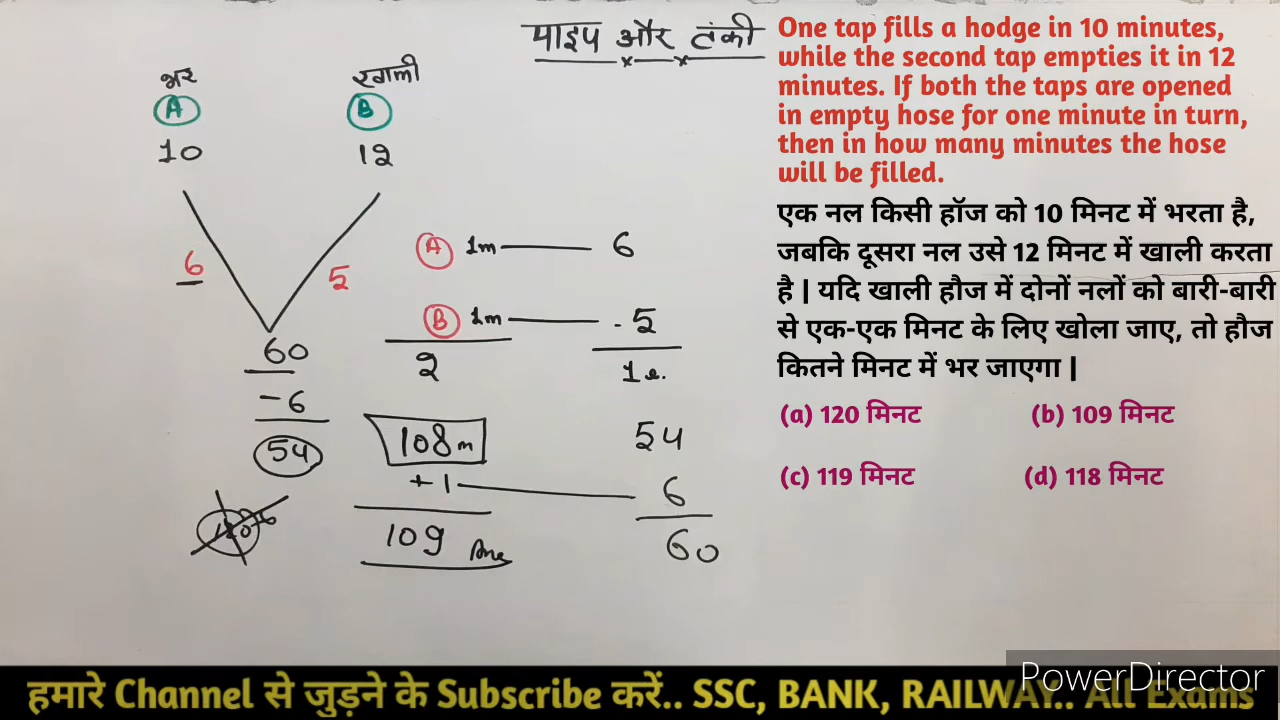 पाइप और टंकी
One tap fills a hodge in 10 minutes,
while the second tap empties it in 12
minutes. If both the taps are opened
in empty hose for one minute in turn,
then in how many minutes the hose
will be filled.
एक नल किसी हॉज को 10 मिनट में भरता है,
जबकि दूसरा नल उसे 12 मिनट में खाली करता
है | यदि खाली हौज में दोनों नलों को बारी-बारी
से एक-एक मिनट के लिए खोला जाए, तो हौज
कितने मिनट में भर जाएगा |
(a) 120 मिनट (b) 109 मिनट
(c) 119 मिनट (d) 118 मिनट
भर खाली
A B
10 12
6 5
60
-6
54
A 1m 6
B 1m - 5
2 1
108m 54
+1 6
109 Ans 60
हमारे Channel से जुड़ने के Subscribe करें.. SSC, BANK, RAILWAY.. All Exams
PowerDirector